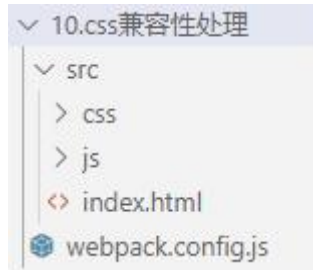 10.css兼容性处理
src
css
js
<> index.html
webpack.config.js